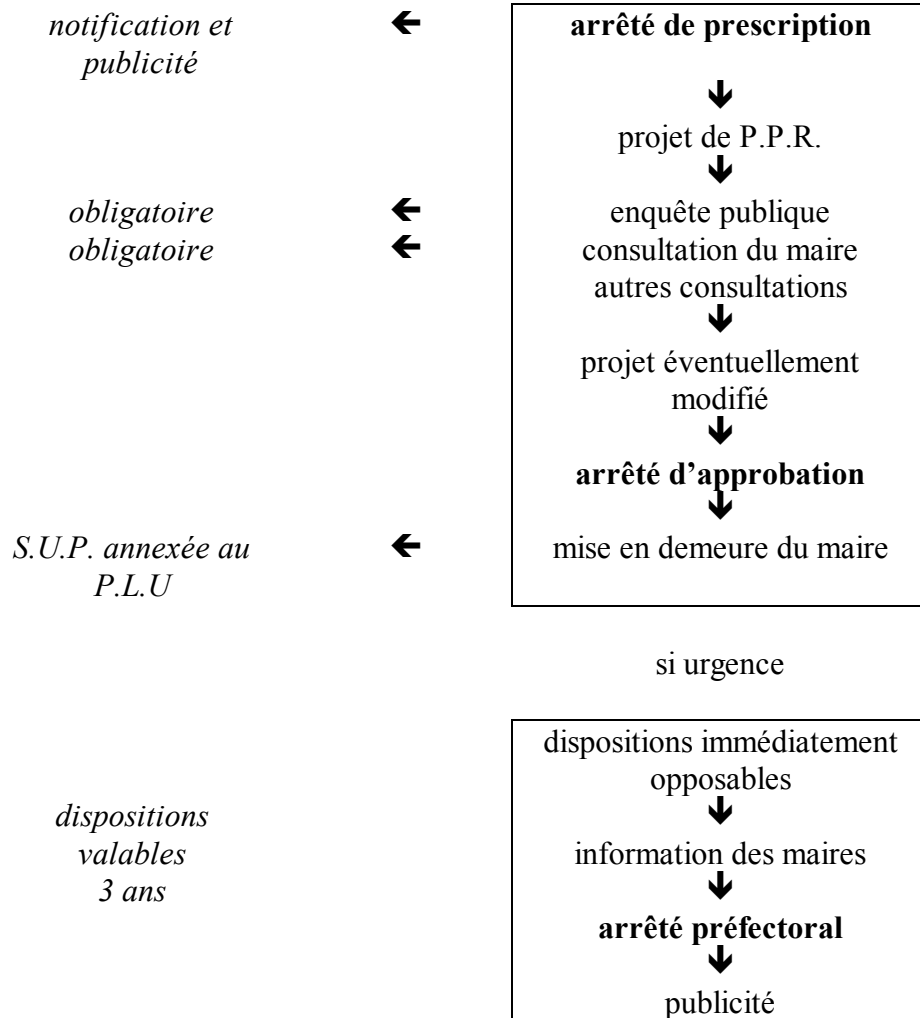 notification et ← arrêté de prescription
publicité
↓
projet de P.P.R.
↓
obligatoire ← enquête publique
obligatoire ← consultation du maire
autres consultations
↓
projet éventuellement
modifié
↓
arrêté d’approbation
↓
S.U.P. annexée au ← mise en demeure du maire
P.L.U
si urgence
dispositions immédiatement
opposables
↓
dispositions
valables information des maires
3 ans
↓
arrêté préfectoral
↓
publicité